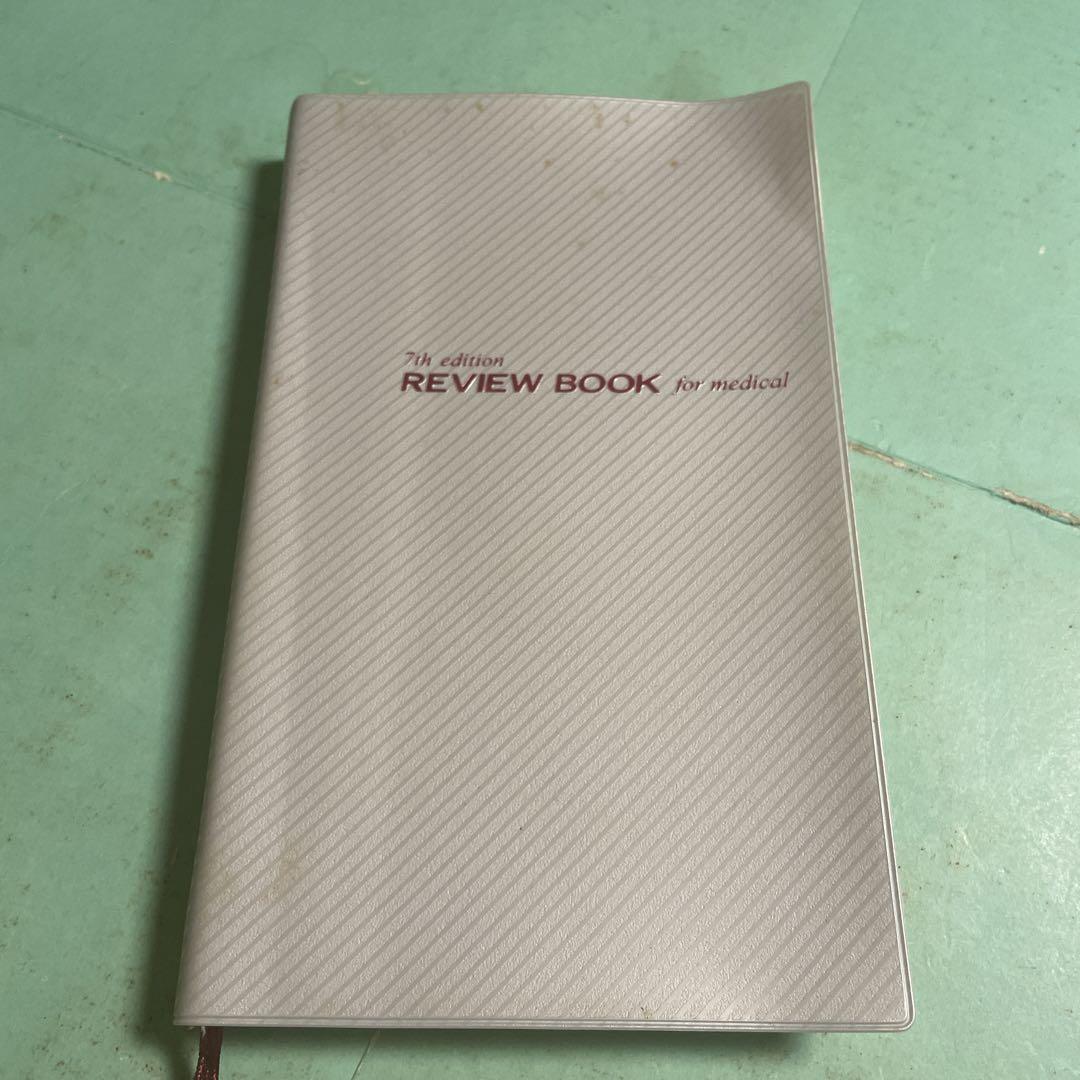 7th edition
REVIEW BOOK for medical